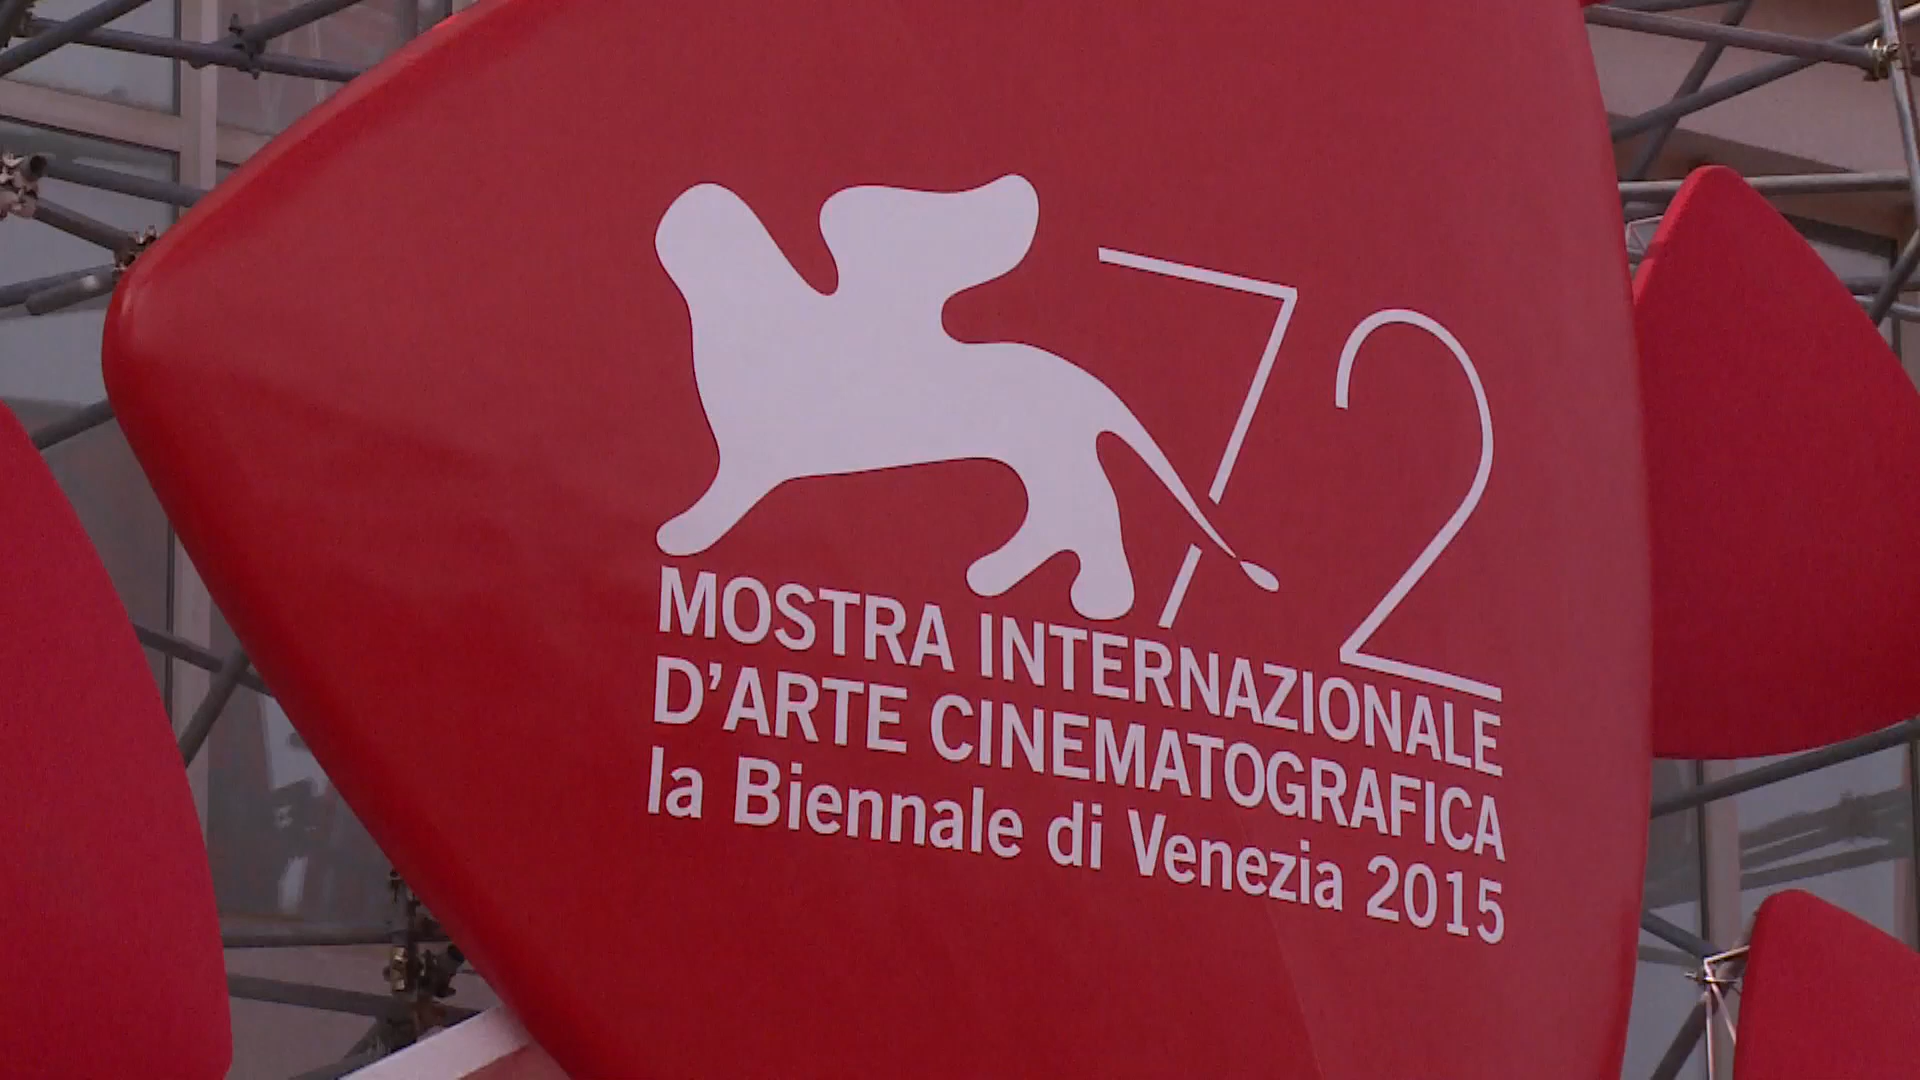 72
MOSTRA INTERNAZIONALE
D'ARTE CINEMATOGRAFICA
la Biennale di Venezia 2015